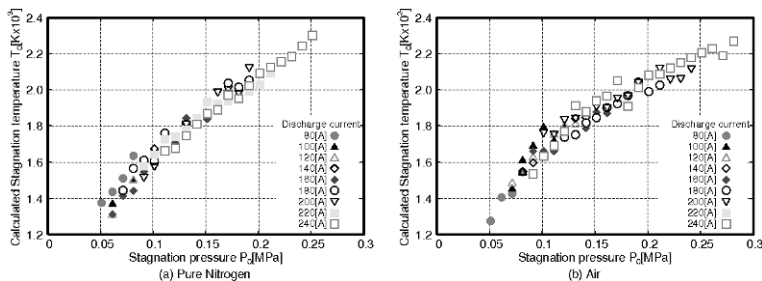 Calculated Stagnation temperature T₀[Kx10³]
2.4
2.2
2.0
1.8
1.6
1.4
1.2
Discharge current
80[A]
100[A]
120[A]
140[A]
160[A]
180[A]
200[A]
220[A]
240[A]
0 0.05 0.1 0.15 0.2 0.25 0.3
Stagnation pressure P₀[MPa]
(a) Pure Nitrogen
Calculated Stagnation temperature T₀[Kx10³]
2.4
2.2
2.0
1.8
1.6
1.4
1.2
Discharge current
80[A]
100[A]
120[A]
140[A]
160[A]
180[A]
200[A]
220[A]
240[A]
0 0.05 0.1 0.15 0.2 0.25 0.3
Stagnation pressure P₀[MPa]
(b) Air